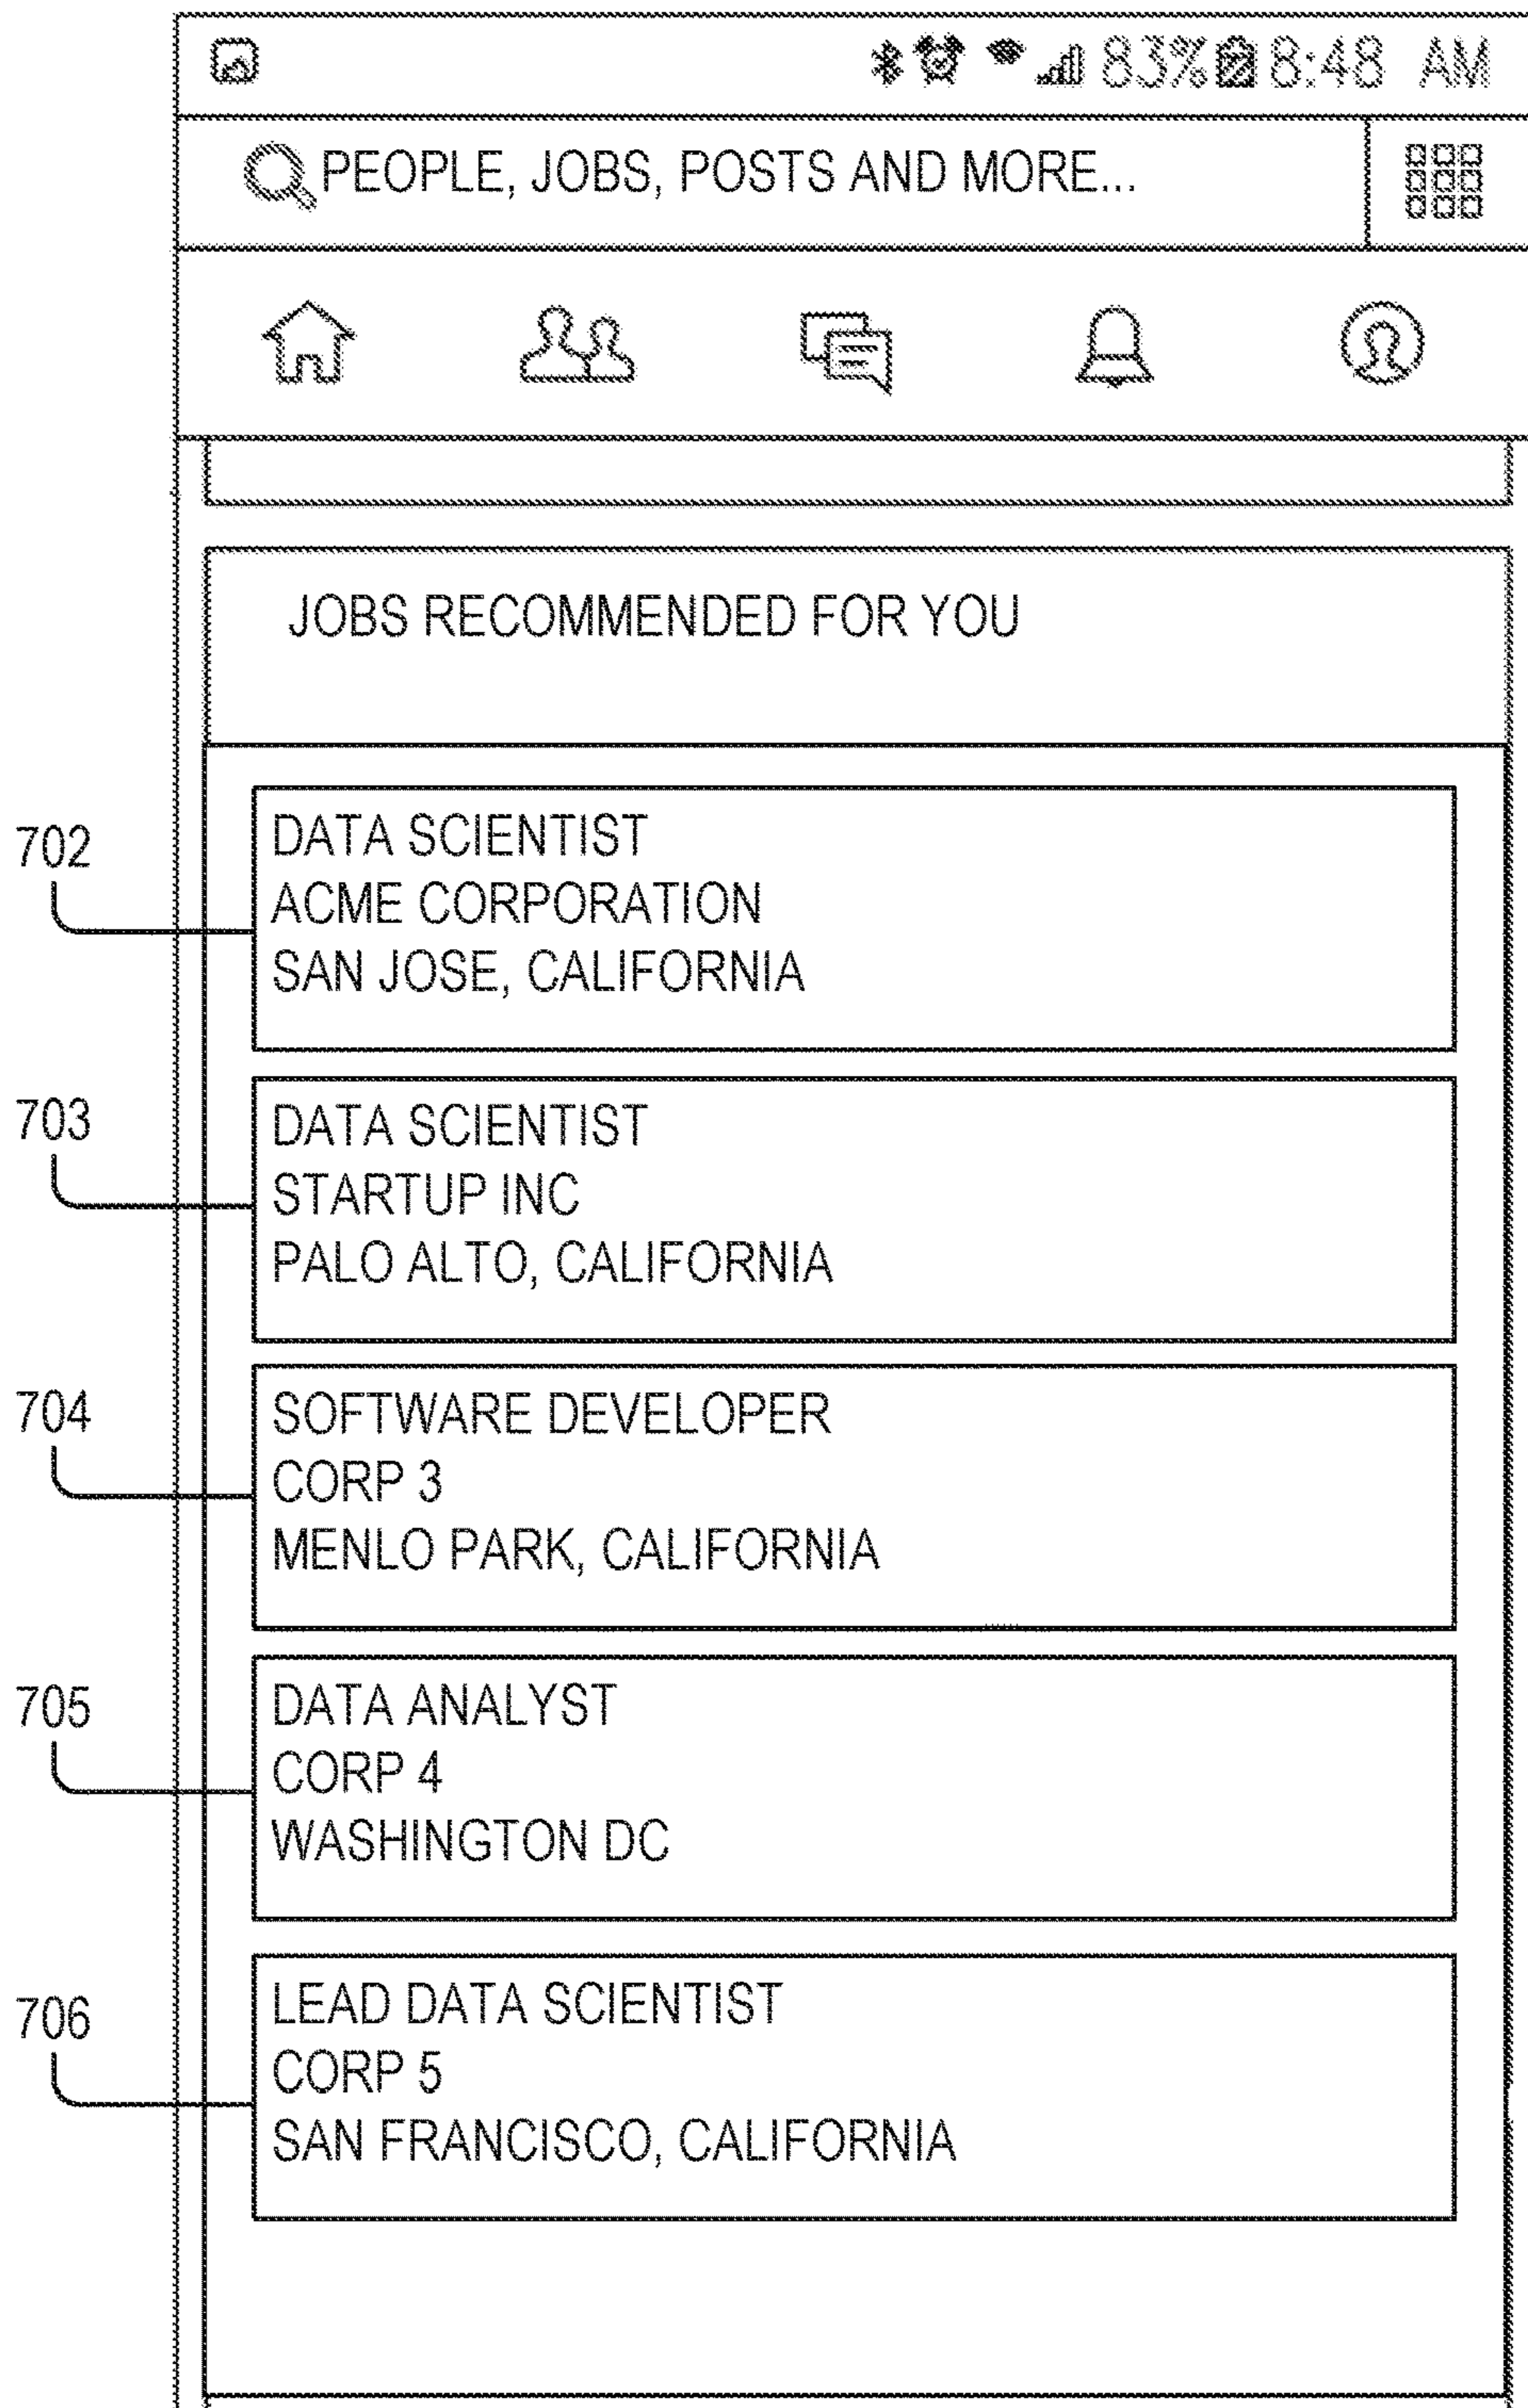 83% 8:48 AM
PEOPLE, JOBS, POSTS AND MORE...
JOBS RECOMMENDED FOR YOU
702
DATA SCIENTIST
ACME CORPORATION
SAN JOSE, CALIFORNIA
703
DATA SCIENTIST
STARTUP INC
PALO ALTO, CALIFORNIA
704
SOFTWARE DEVELOPER
CORP 3
MENLO PARK, CALIFORNIA
705
DATA ANALYST
CORP 4
WASHINGTON DC
706
LEAD DATA SCIENTIST
CORP 5
SAN FRANCISCO, CALIFORNIA